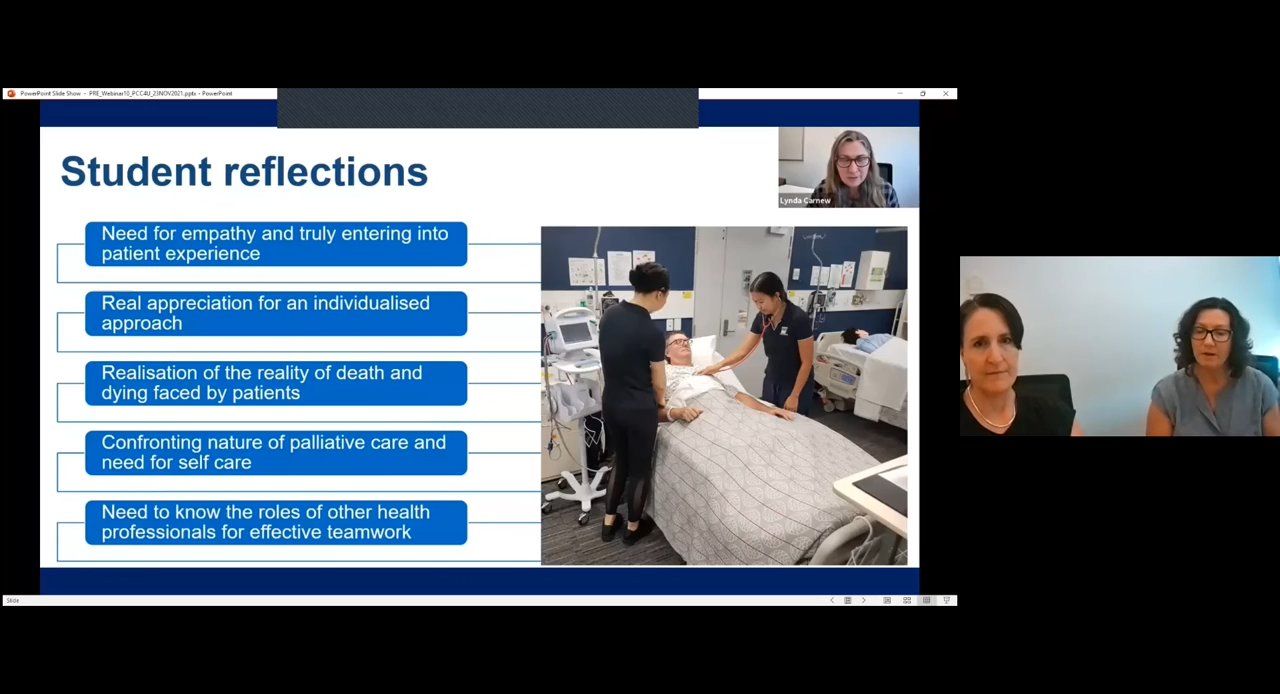 PowerPoint Slide Show - PRE_Webinar10_PCC4U_23NOV2021.pptx - PowerPoint
Student reflections
Lynda Carnew
Need for empathy and truly entering into
patient experience
Real appreciation for an individualised
approach
Realisation of the reality of death and
dying faced by patients
Confronting nature of palliative care and
need for self care
Need to know the roles of other health
professionals for effective teamwork
Slide